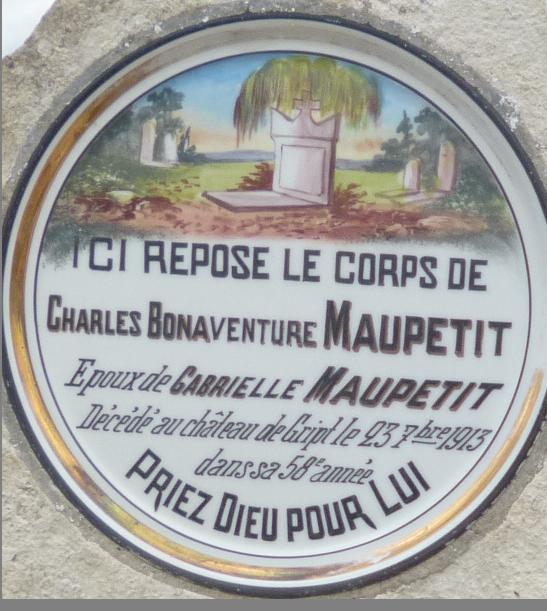 ICI REPOSE LE CORPS DE
CHARLES BONAVENTURE MAUPETIT
Epoux de GABRIELLE MAUPETIT
Décédé au château de Gript le 23 7bre 1913
dans sa 58e année
PRIEZ DIEU POUR LUI